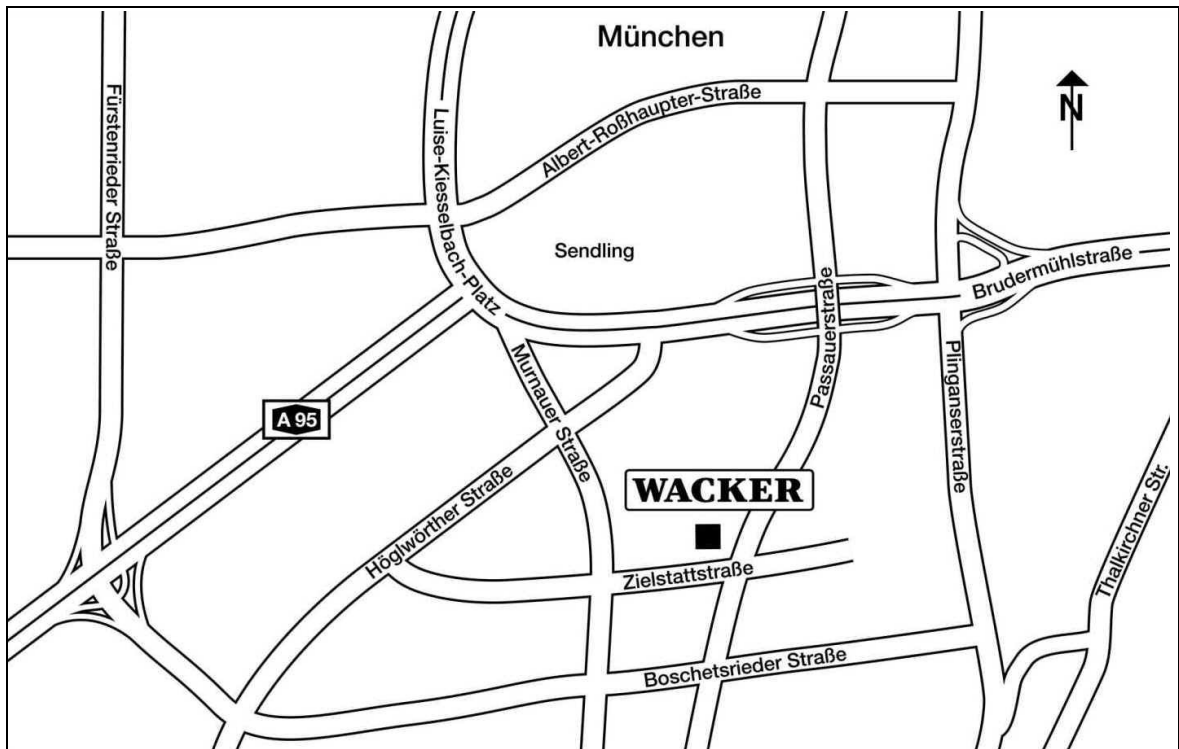 München
N
Fürstenrieder Straße
Luise-Kiesselbach-Platz
Albert-Roßhaupter-Straße
Sendling
Brudermühlstraße
Passauerstraße
Plinganserstraße
Murnauer Straße
A 95
Höglwörther Straße
WACKER
Zielstattstraße
Thalkirchner Str.
Boschetsrieder Straße